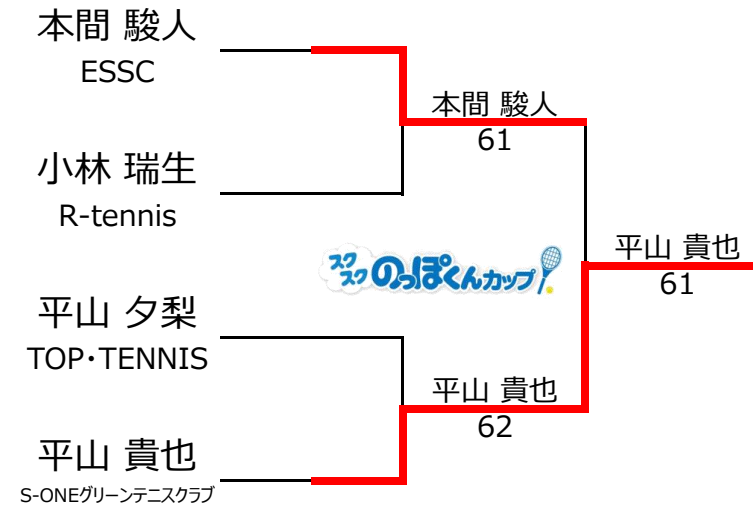 本間 駿人
ESSC
本間 駿人
61
小林 瑞生
R-tennis
スクスクのっぽくんカップ
平山 貴也
61
平山 夕梨
TOP・TENNIS
平山 貴也
62
平山 貴也
S-ONEグリーンテニスクラブ